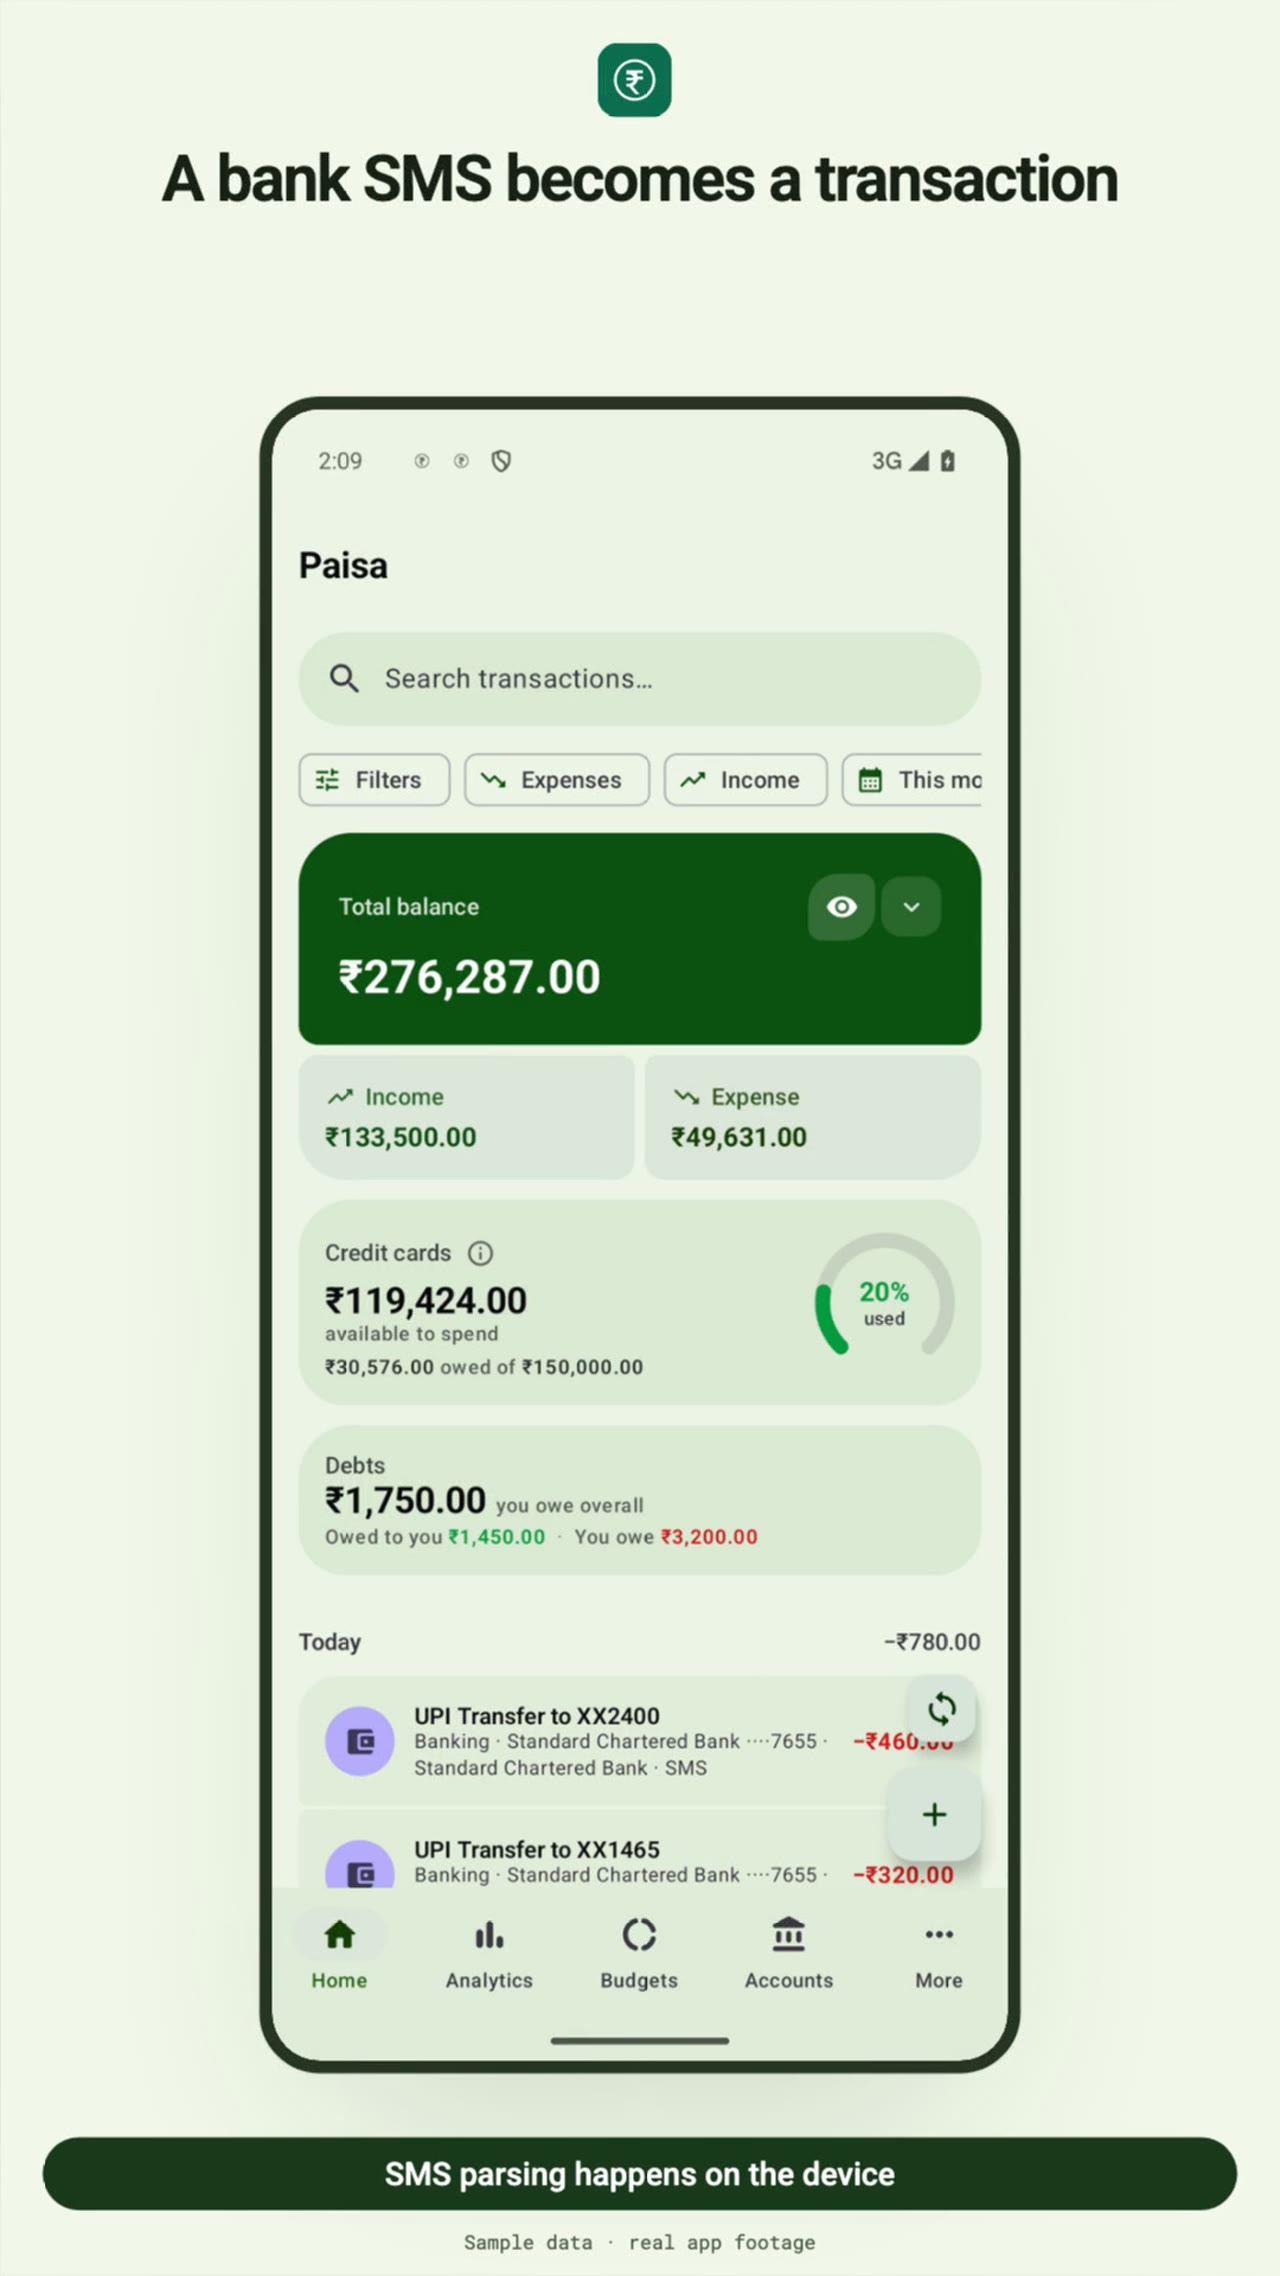 ₹
A bank SMS becomes a transaction
2:09
3G
Paisa
Search transactions...
Filters
Expenses
Income
This mo
Total balance
₹276,287.00
Income
₹133,500.00
Expense
₹49,631.00
Credit cards
₹119,424.00
available to spend
₹30,576.00 owed of ₹150,000.00
20%
used
Debts
₹1,750.00 you owe overall
Owed to you ₹1,450.00 · You owe ₹3,200.00
Today
−₹780.00
UPI Transfer to XX2400
Banking · Standard Chartered Bank ····7655 ·
Standard Chartered Bank · SMS
−₹460.00
UPI Transfer to XX1465
Banking · Standard Chartered Bank ····7655 ·
−₹320.00
Home
Analytics
Budgets
Accounts
More
SMS parsing happens on the device
Sample data · real app footage